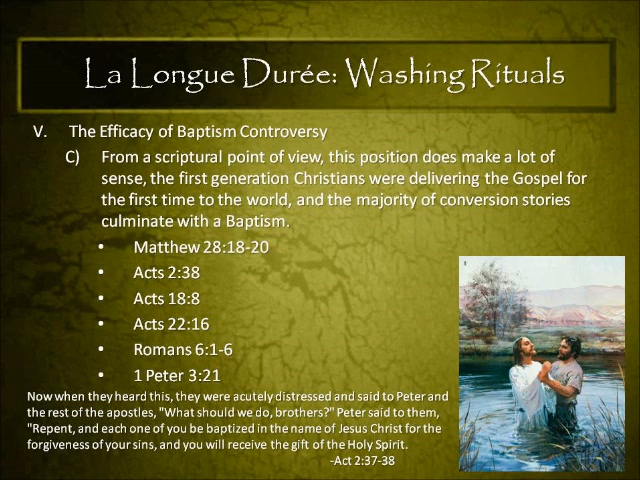 La Longue Durée: Washing Rituals
V. The Efficacy of Baptism Controversy
C) From a scriptural point of view, this position does make a lot of
sense, the first generation Christians were delivering the Gospel for
the first time to the world, and the majority of conversion stories
culminate with a Baptism.
• Matthew 28:18-20
• Acts 2:38
• Acts 18:8
• Acts 22:16
• Romans 6:1-6
• 1 Peter 3:21
Now when they heard this, they were acutely distressed and said to Peter and
the rest of the apostles, "What should we do, brothers?" Peter said to them,
"Repent, and each one of you be baptized in the name of Jesus Christ for the
forgiveness of your sins, and you will receive the gift of the Holy Spirit.
-Act 2:37-38